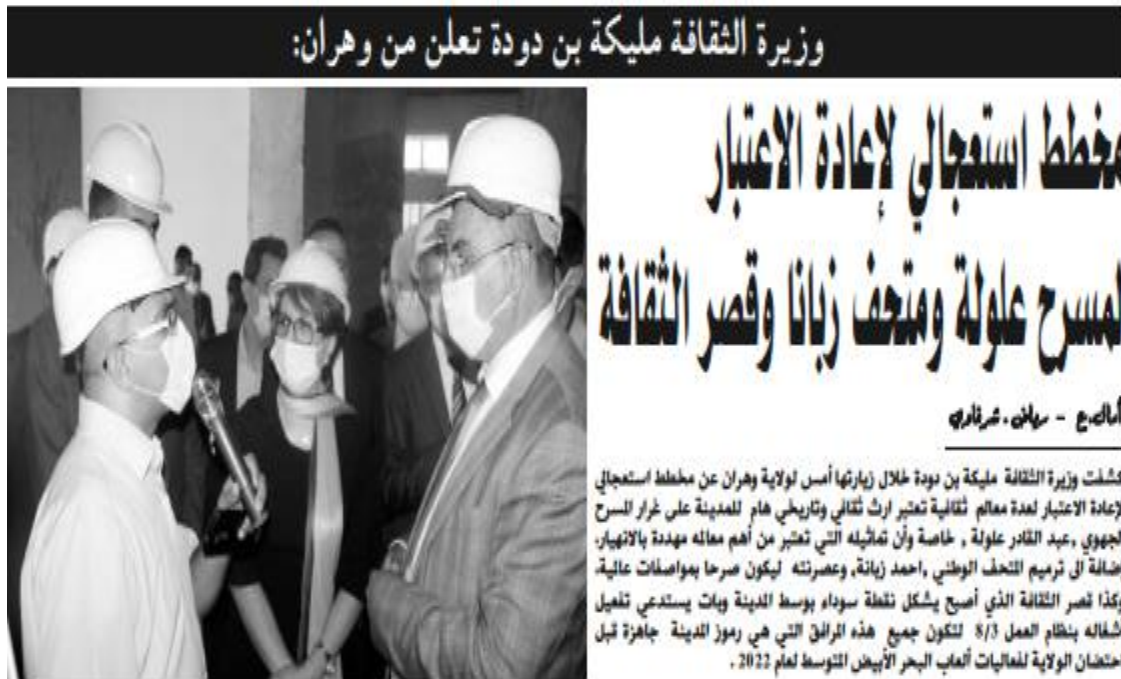 وزيرة الثقافة مليكة بن دودة تعلن من وهران:
مخطط استعجالي لإعادة الاعتبار
لمسرح علولة ومتحف زبانا وقصر الثقافة
كشفت وزيرة الثقافة مليكة بن دودة خلال زيارتها أمس لولاية وهران عن مخطط استعجالي
لإعادة الاعتبار لعدة معالم ثقافية تعتبر ارث ثقافي وتاريخي هام للمدينة على غرار المسرح
الجهوي ,عبد القادر علولة , خاصة وأن تماثيله التي تعتبر من أهم معالمه مهددة بالانهيار،
إضافة الى ترميم المتحف الوطني ,احمد زبانة, وعصرنته ليكون صرحا بمواصفات عالية،
وكذا قصر الثقافة الذي أصبح يشكل نقطة سوداء بوسط المدينة وبات يستدعي تفعيل
أشغاله بنظام العمل 8/3 لتكون جميع هذه المرافق التي هي رموز المدينة جاهزة قبل
احتضان الولاية لفعاليات ألعاب البحر الأبيض المتوسط لعام 2022 .